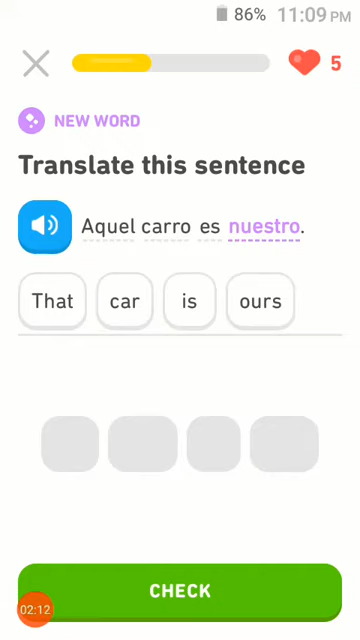 86% 11:09 PM
5
NEW WORD
Translate this sentence
Aquel carro es nuestro.
That car is ours
CHECK
02:12